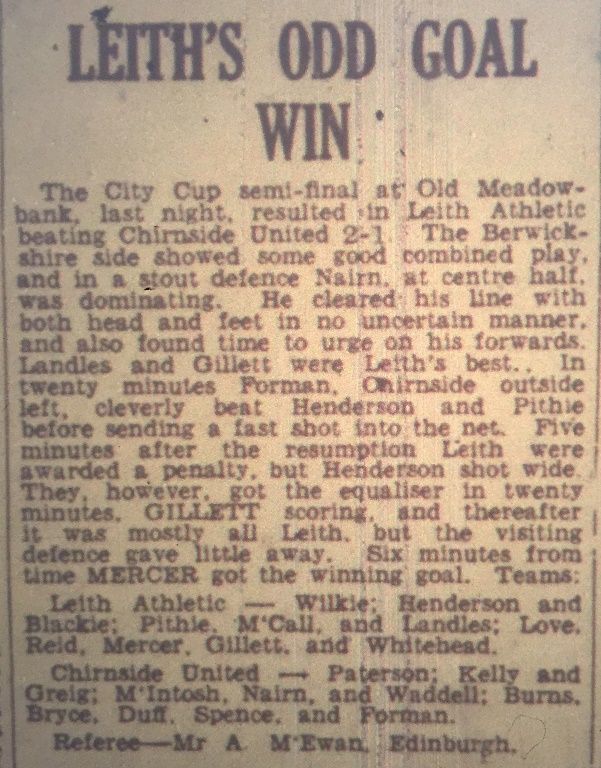 LEITH'S ODD GOAL
WIN
The City Cup semi-final at Old Meadow-
bank, last night, resulted in Leith Athletic
beating Chirnside United 2-1. The Berwick-
shire side showed some good combined play,
and in a stout defence Nairn, at centre half,
was dominating. He cleared his line with
both head and feet in no uncertain manner,
and also found time to urge on his forwards.
Landles and Gillett were Leith's best.. In
twenty minutes Forman, Chirnside outside
left, cleverly beat Henderson and Pithie
before sending a fast shot into the net. Five
minutes after the resumption Leith were
awarded a penalty, but Henderson shot wide.
They, however, got the equaliser in twenty
minutes, GILLETT scoring, and thereafter
it was mostly all Leith, but the visiting
defence gave little away. Six minutes from
time MERCER got the winning goal. Teams:
Leith Athletic — Wilkie; Henderson and
Blackie; Pithie, M'Call, and Landles; Love,
Reid, Mercer, Gillett, and Whitehead.
Chirnside United — Paterson; Kelly and
Greig; M'Intosh, Nairn, and Waddell; Burns,
Bryce, Duff, Spence, and Forman.
Referee—Mr A. M'Ewan, Edinburgh.